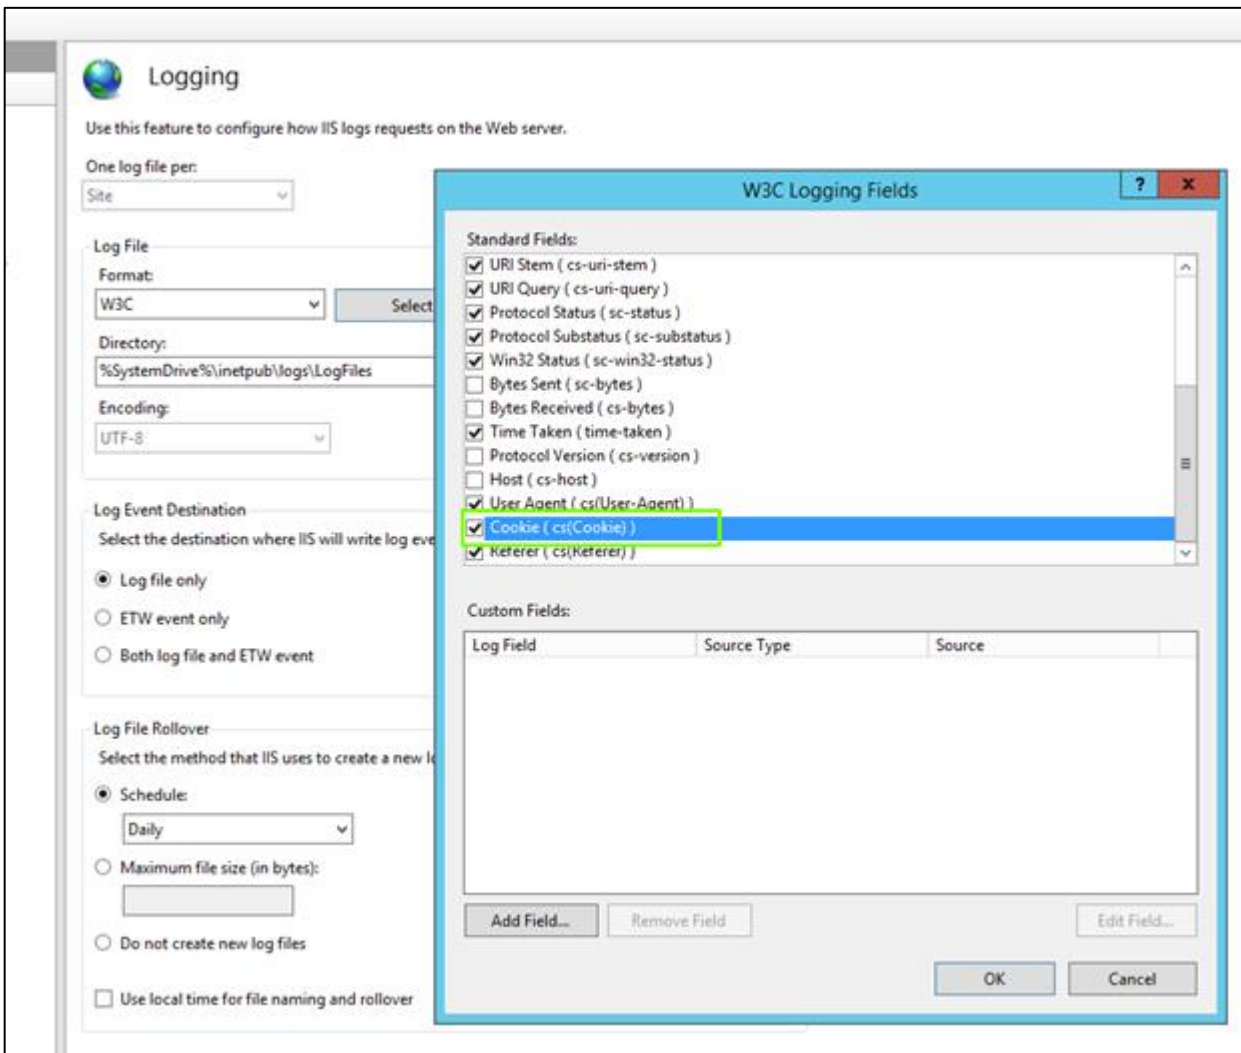 Logging
Use this feature to configure how IIS logs requests on the Web server.
One log file per:
Site
Log File
Format:
W3C
Select
Directory:
%SystemDrive%\inetpub\logs\LogFiles
Encoding:
UTF-8
Log Event Destination
Select the destination where IIS will write log eve
Log file only
ETW event only
Both log file and ETW event
Log File Rollover
Select the method that IIS uses to create a new l
Schedule:
Daily
Maximum file size (in bytes):
Do not create new log files
Use local time for file naming and rollover
W3C Logging Fields
? x
Standard Fields:
URI Stem ( cs-uri-stem )
URI Query ( cs-uri-query )
Protocol Status ( sc-status )
Protocol Substatus ( sc-substatus )
Win32 Status ( sc-win32-status )
Bytes Sent ( sc-bytes )
Bytes Received ( cs-bytes )
Time Taken ( time-taken )
Protocol Version ( cs-version )
Host ( cs-host )
User Agent ( cs(User-Agent) )
Cookie ( cs(Cookie) )
Referer ( cs(Referer) )
Custom Fields:
Log Field Source Type Source
Add Field... Remove Field Edit Field...
OK Cancel